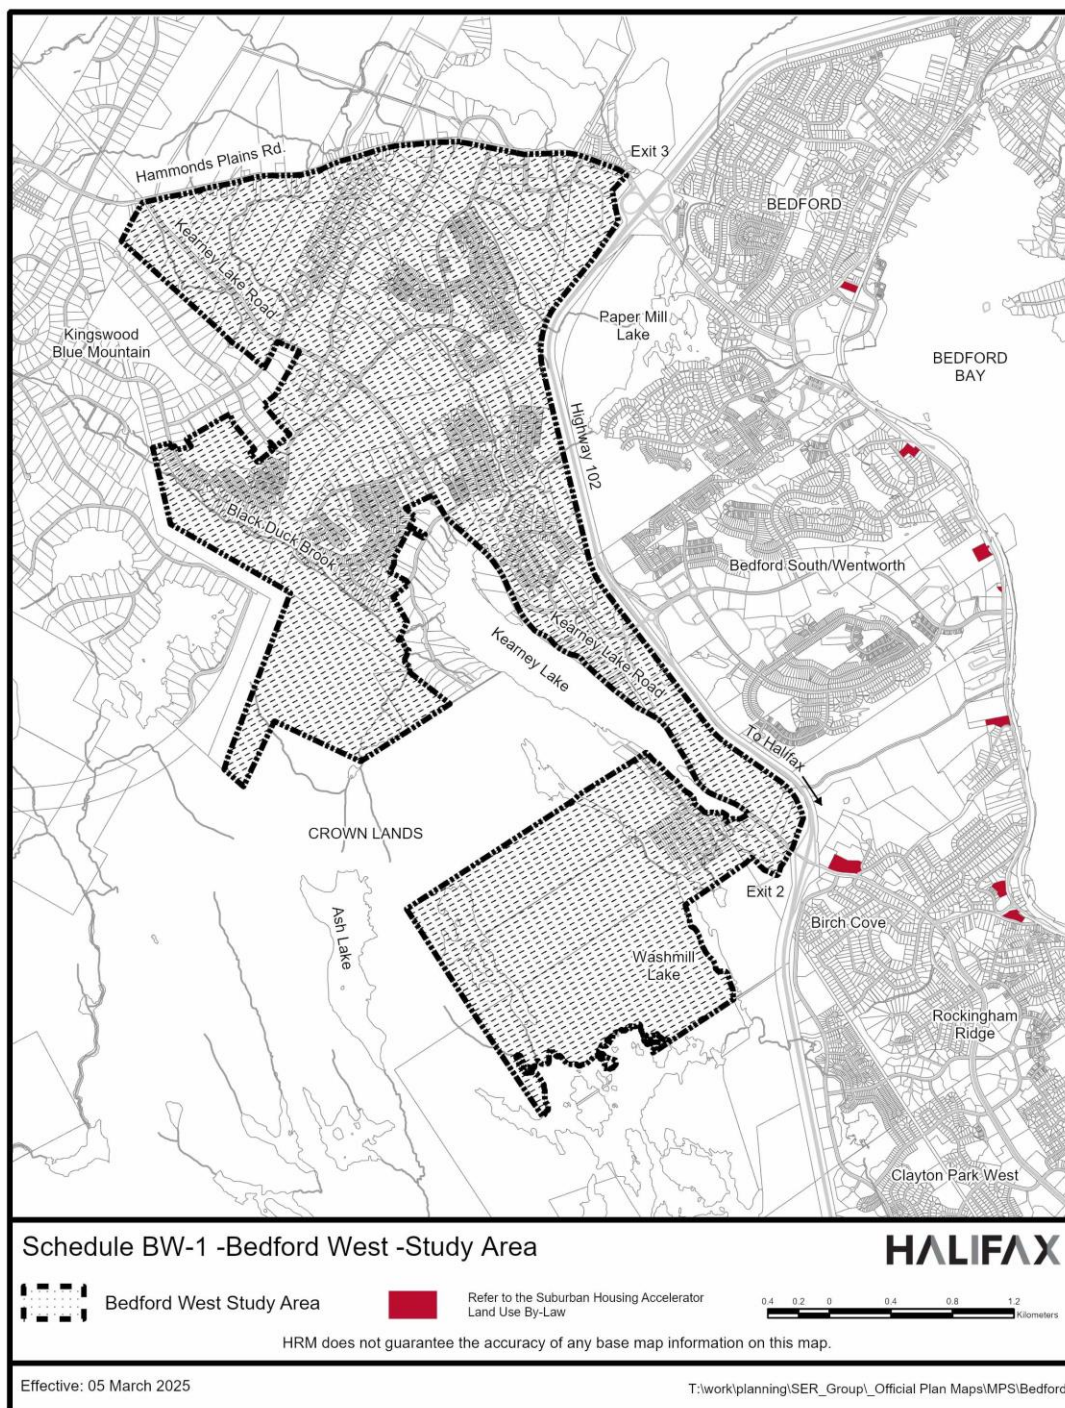 Hammonds Plains Rd.
Exit 3
BEDFORD
Kearney Lake Road
Kingswood
Blue Mountain
Paper Mill
Lake
BEDFORD
BAY
Highway 102
Black Duck Brook
Bedford South/Wentworth
Kearney Lake
Kearney Lake Road
To Halifax
CROWN LANDS
Exit 2
Ash Lake
Birch Cove
Washmill
Lake
Rockingham
Ridge
Clayton Park West
Schedule BW-1 -Bedford West -Study Area
HALIFAX
Bedford West Study Area
Refer to the Suburban Housing Accelerator
Land Use By-Law
0.4 0.2 0 0.4 0.8 1.2
Kilometers
HRM does not guarantee the accuracy of any base map information on this map.
Effective: 05 March 2025
T:\work\planning\SER_Group\_Official Plan Maps\MPS\Bedford